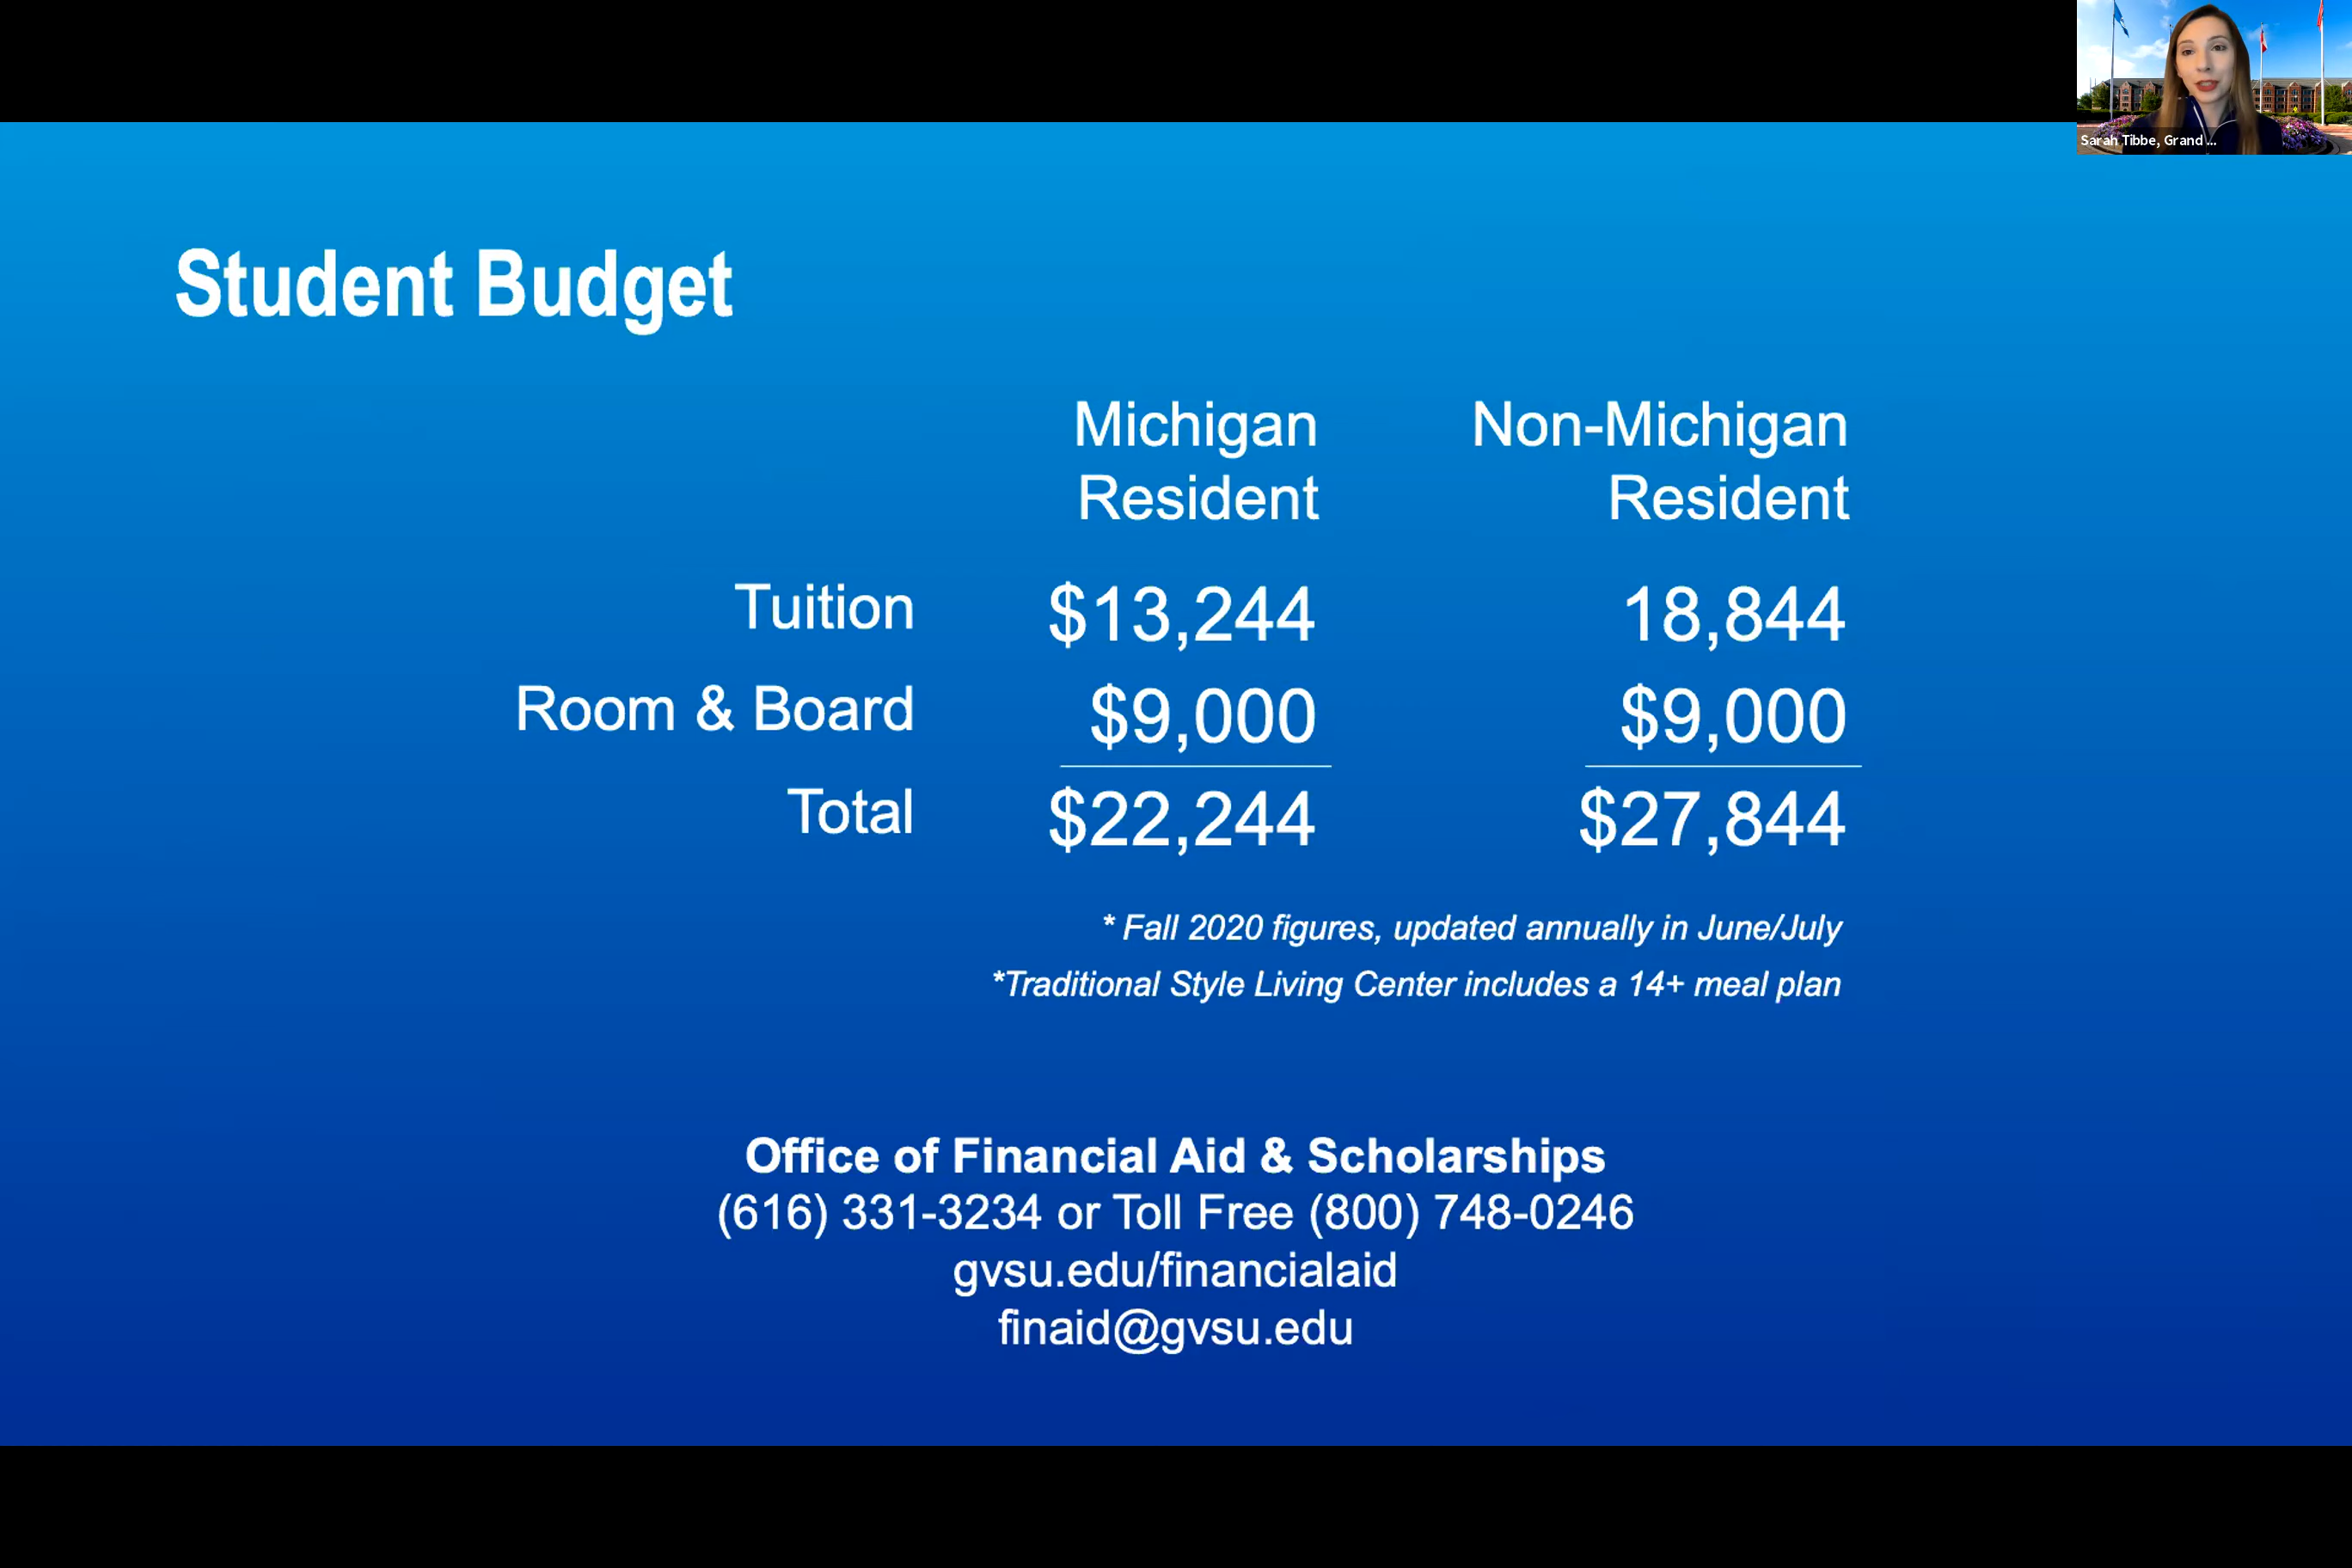 Sarah Tibbe, Grand ...
Student Budget
Michigan Resident
Non-Michigan Resident
Tuition $13,244 18,844
Room & Board $9,000 $9,000
Total $22,244 $27,844
* Fall 2020 figures, updated annually in June/July
*Traditional Style Living Center includes a 14+ meal plan
Office of Financial Aid & Scholarships
(616) 331-3234 or Toll Free (800) 748-0246
gvsu.edu/financialaid
finaid@gvsu.edu